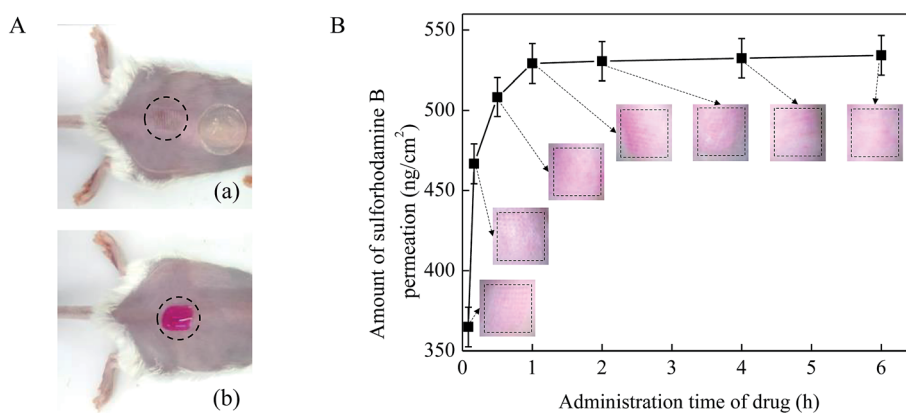 A
(a)
(b)
B
Amount of sulforhodamine B
permeation (ng/cm²)
550
500
450
400
350
0
1
2
3
4
5
6
Administration time of drug (h)